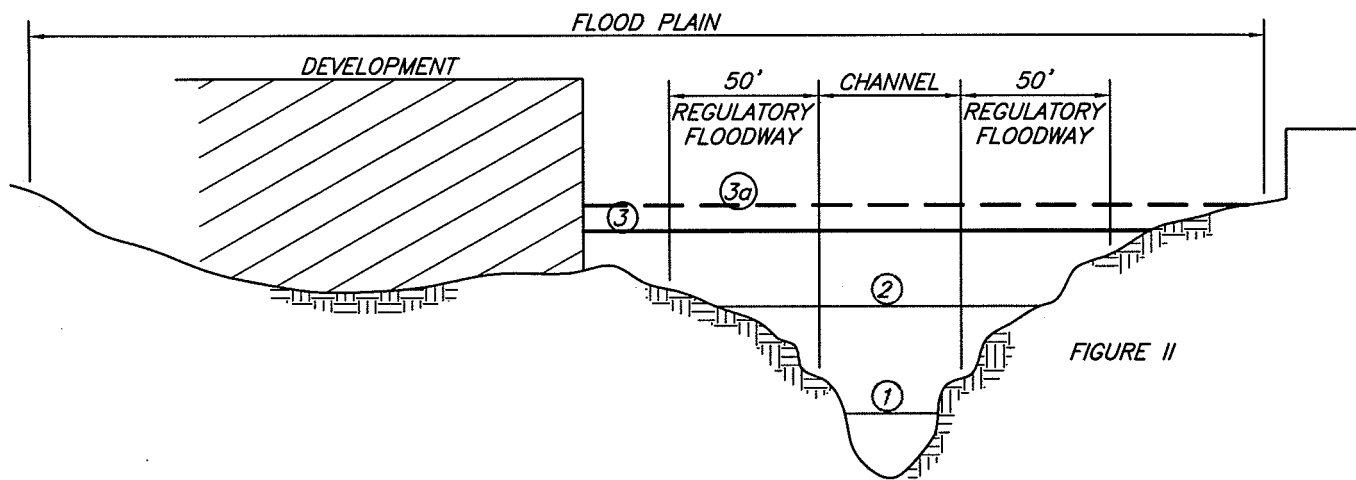 FLOOD PLAIN
DEVELOPMENT
50'
CHANNEL
50'
REGULATORY
FLOODWAY
REGULATORY
FLOODWAY
3a
3
2
FIGURE II
1